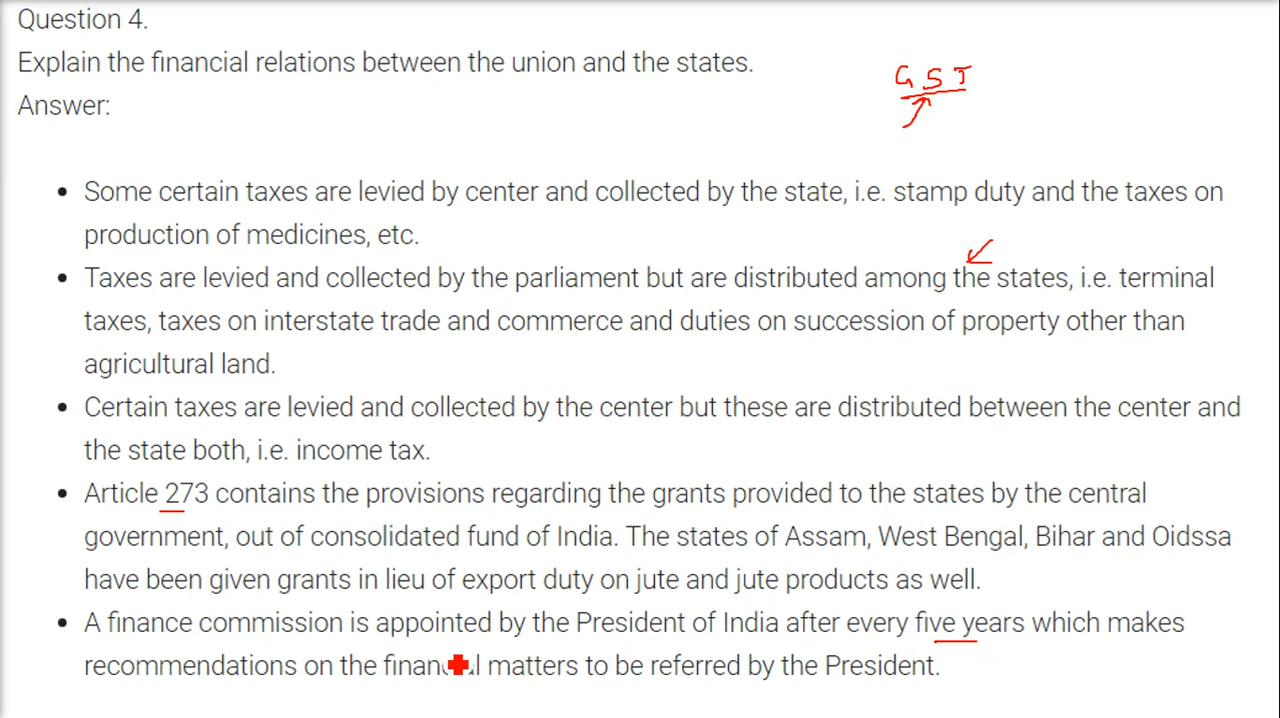 Question 4.
Explain the financial relations between the union and the states.
GST
Answer:
• Some certain taxes are levied by center and collected by the state, i.e. stamp duty and the taxes on
production of medicines, etc.
• Taxes are levied and collected by the parliament but are distributed among the states, i.e. terminal
taxes, taxes on interstate trade and commerce and duties on succession of property other than
agricultural land.
• Certain taxes are levied and collected by the center but these are distributed between the center and
the state both, i.e. income tax.
• Article 273 contains the provisions regarding the grants provided to the states by the central
government, out of consolidated fund of India. The states of Assam, West Bengal, Bihar and Oidssa
have been given grants in lieu of export duty on jute and jute products as well.
• A finance commission is appointed by the President of India after every five years which makes
recommendations on the financial matters to be referred by the President.